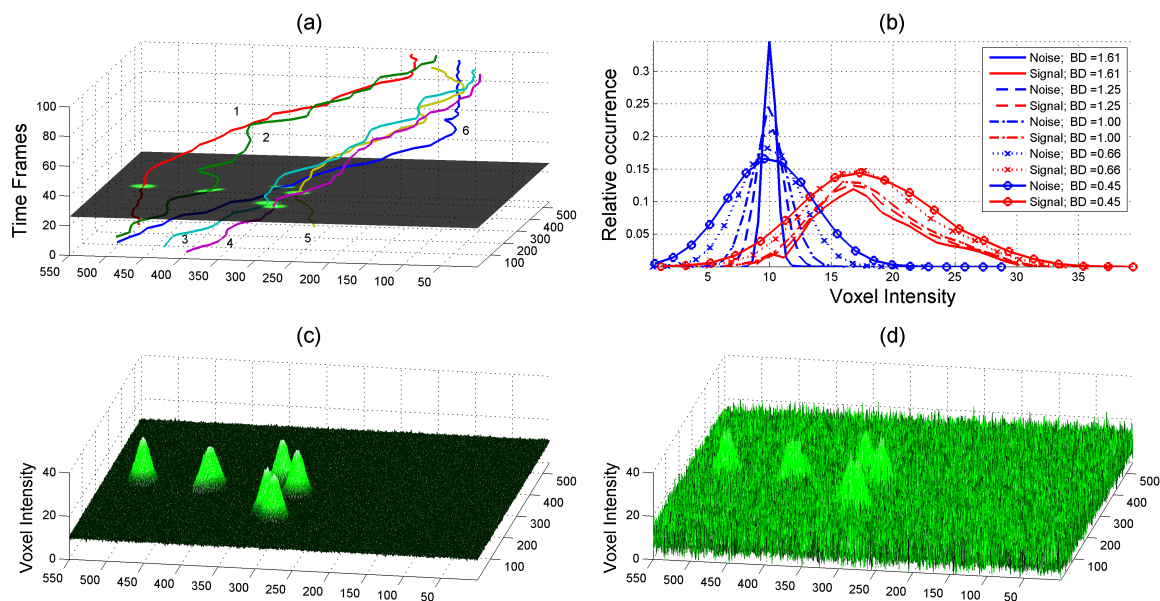 (a)
Time Frames
100
80
60
40
20
0
550 500 450 400 350 300 250 200 150 100 50
100 200 300 400 500
1
2
3
4
5
6
(b)
Relative occurrence
0.3
0.25
0.2
0.15
0.1
0.05
5 10 15 20 25 30 35
Voxel Intensity
Noise; BD =1.61
Signal; BD =1.61
Noise; BD =1.25
Signal; BD =1.25
Noise; BD =1.00
Signal; BD =1.00
Noise; BD =0.66
Signal; BD =0.66
Noise; BD =0.45
Signal; BD =0.45
(c)
Voxel Intensity
40
20
0
550 500 450 400 350 300 250 200 150 100 50
100 200 300 400 500
(d)
Voxel Intensity
40
20
0
550 500 450 400 350 300 250 200 150 100 50
100 200 300 400 500